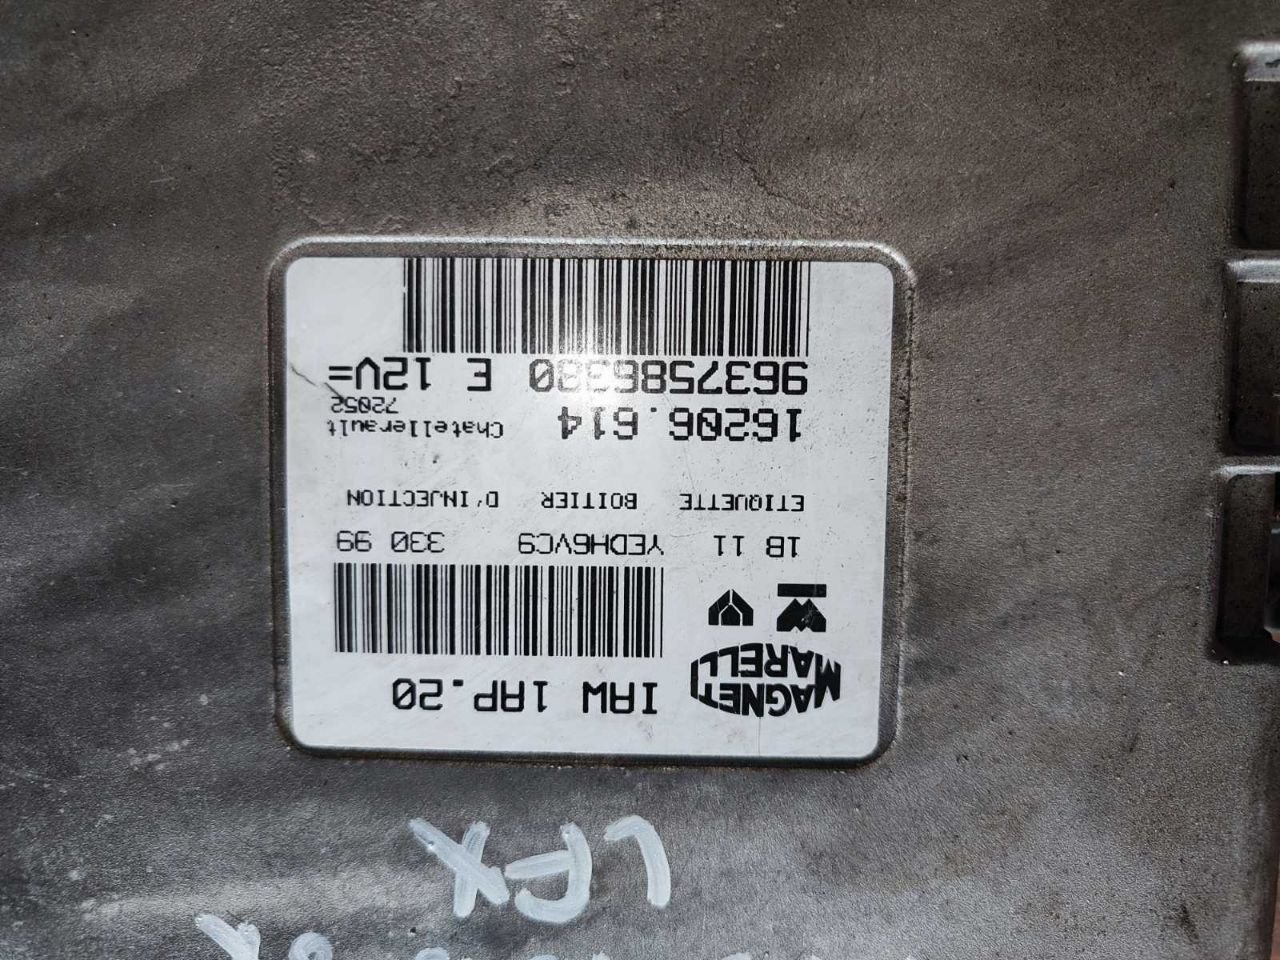 IAW 1AP.20
MAGNETI
MARELLI
1B 11 YEDH6VC9 330 99
ETIQUETTE BOITIER D'INJECTION
16206.614 Chatellerault
72052
9637586380 E 12V=
LFX